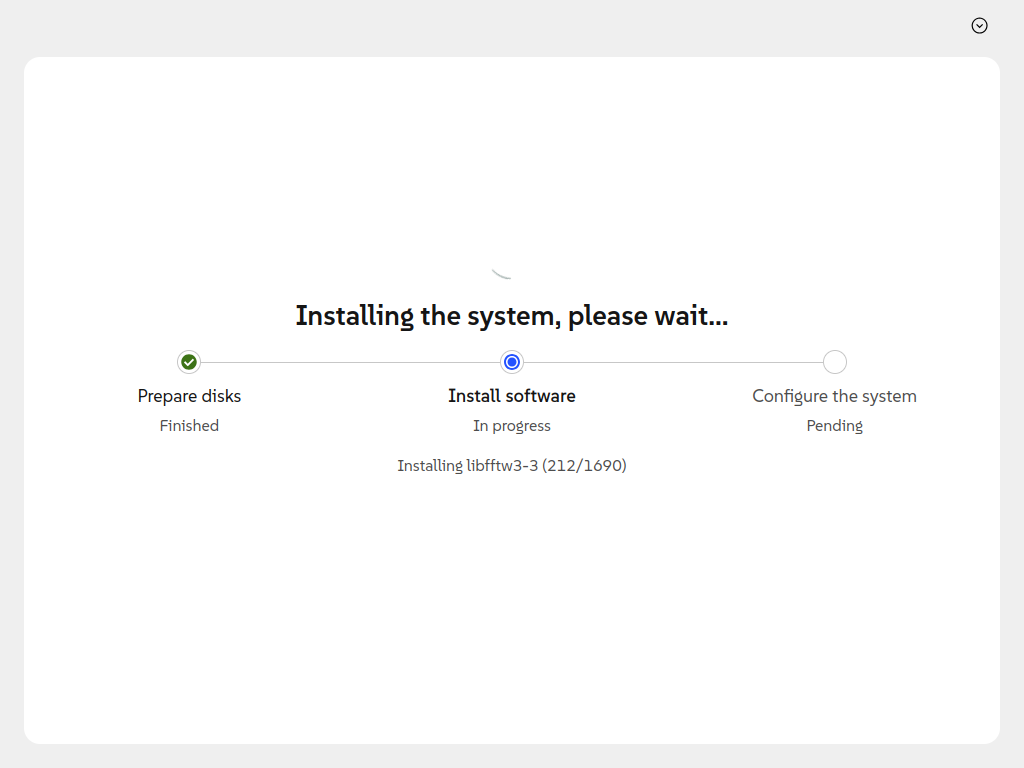 Installing the system, please wait...
Prepare disks
Finished
Install software
In progress
Configure the system
Pending
Installing libfftw3-3 (212/1690)